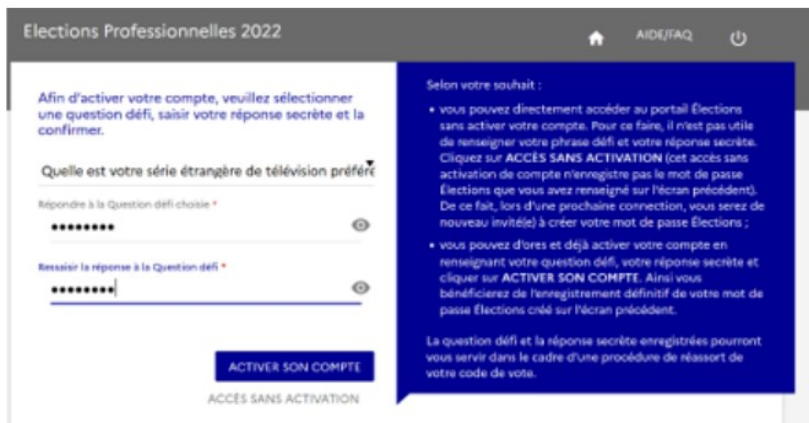 Elections Professionnelles 2022
AIDE/FAQ
Afin d'activer votre compte, veuillez sélectionner
une question défi, saisir votre réponse secrète et la
confirmer.
Quelle est votre série étrangère de télévision préféré
Répondre à la Question défi choisie *
••••••••
Ressaisir la réponse à la Question défi *
••••••••
ACTIVER SON COMPTE
ACCÈS SANS ACTIVATION
Selon votre souhait :
• vous pouvez directement accéder au portail Élections
sans activer votre compte. Pour ce faire, il n'est pas utile
de renseigner votre phrase défi et votre réponse secrète.
Cliquez sur ACCÈS SANS ACTIVATION (cet accès sans
activation de compte n'enregistre pas le mot de passe
Élections que vous avez renseigné sur l'écran précédent).
De ce fait, lors d'une prochaine connection, vous serez de
nouveau invité(e) à créer votre mot de passe Élections ;
• vous pouvez d'ores et déjà activer votre compte en
renseignant votre question défi, votre réponse secrète et
cliquer sur ACTIVER SON COMPTE. Ainsi vous
bénéficierez de l'enregistrement définitif de votre mot de
passe Élections créé sur l'écran précédent.
La question défi et la réponse secrète enregistrées pourront
vous servir dans le cadre d'une procédure de réassort de
votre code de vote.